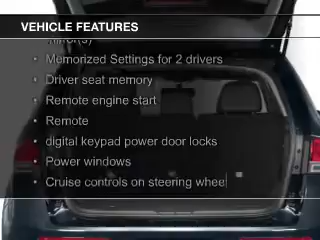 VEHICLE FEATURES
mirror(s)
• Memorized Settings for 2 drivers
• Driver seat memory
• Remote engine start
• Remote
• digital keypad power door locks
• Power windows
• Cruise controls on steering wheel